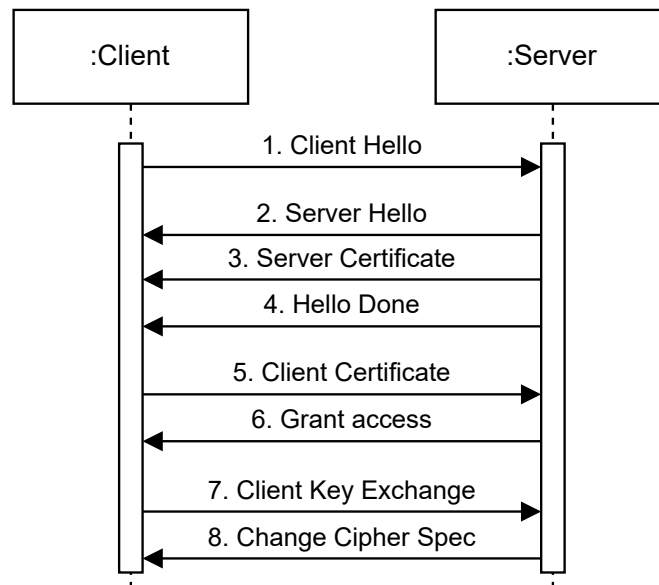 :Client
:Server
1. Client Hello
2. Server Hello
3. Server Certificate
4. Hello Done
5. Client Certificate
6. Grant access
7. Client Key Exchange
8. Change Cipher Spec